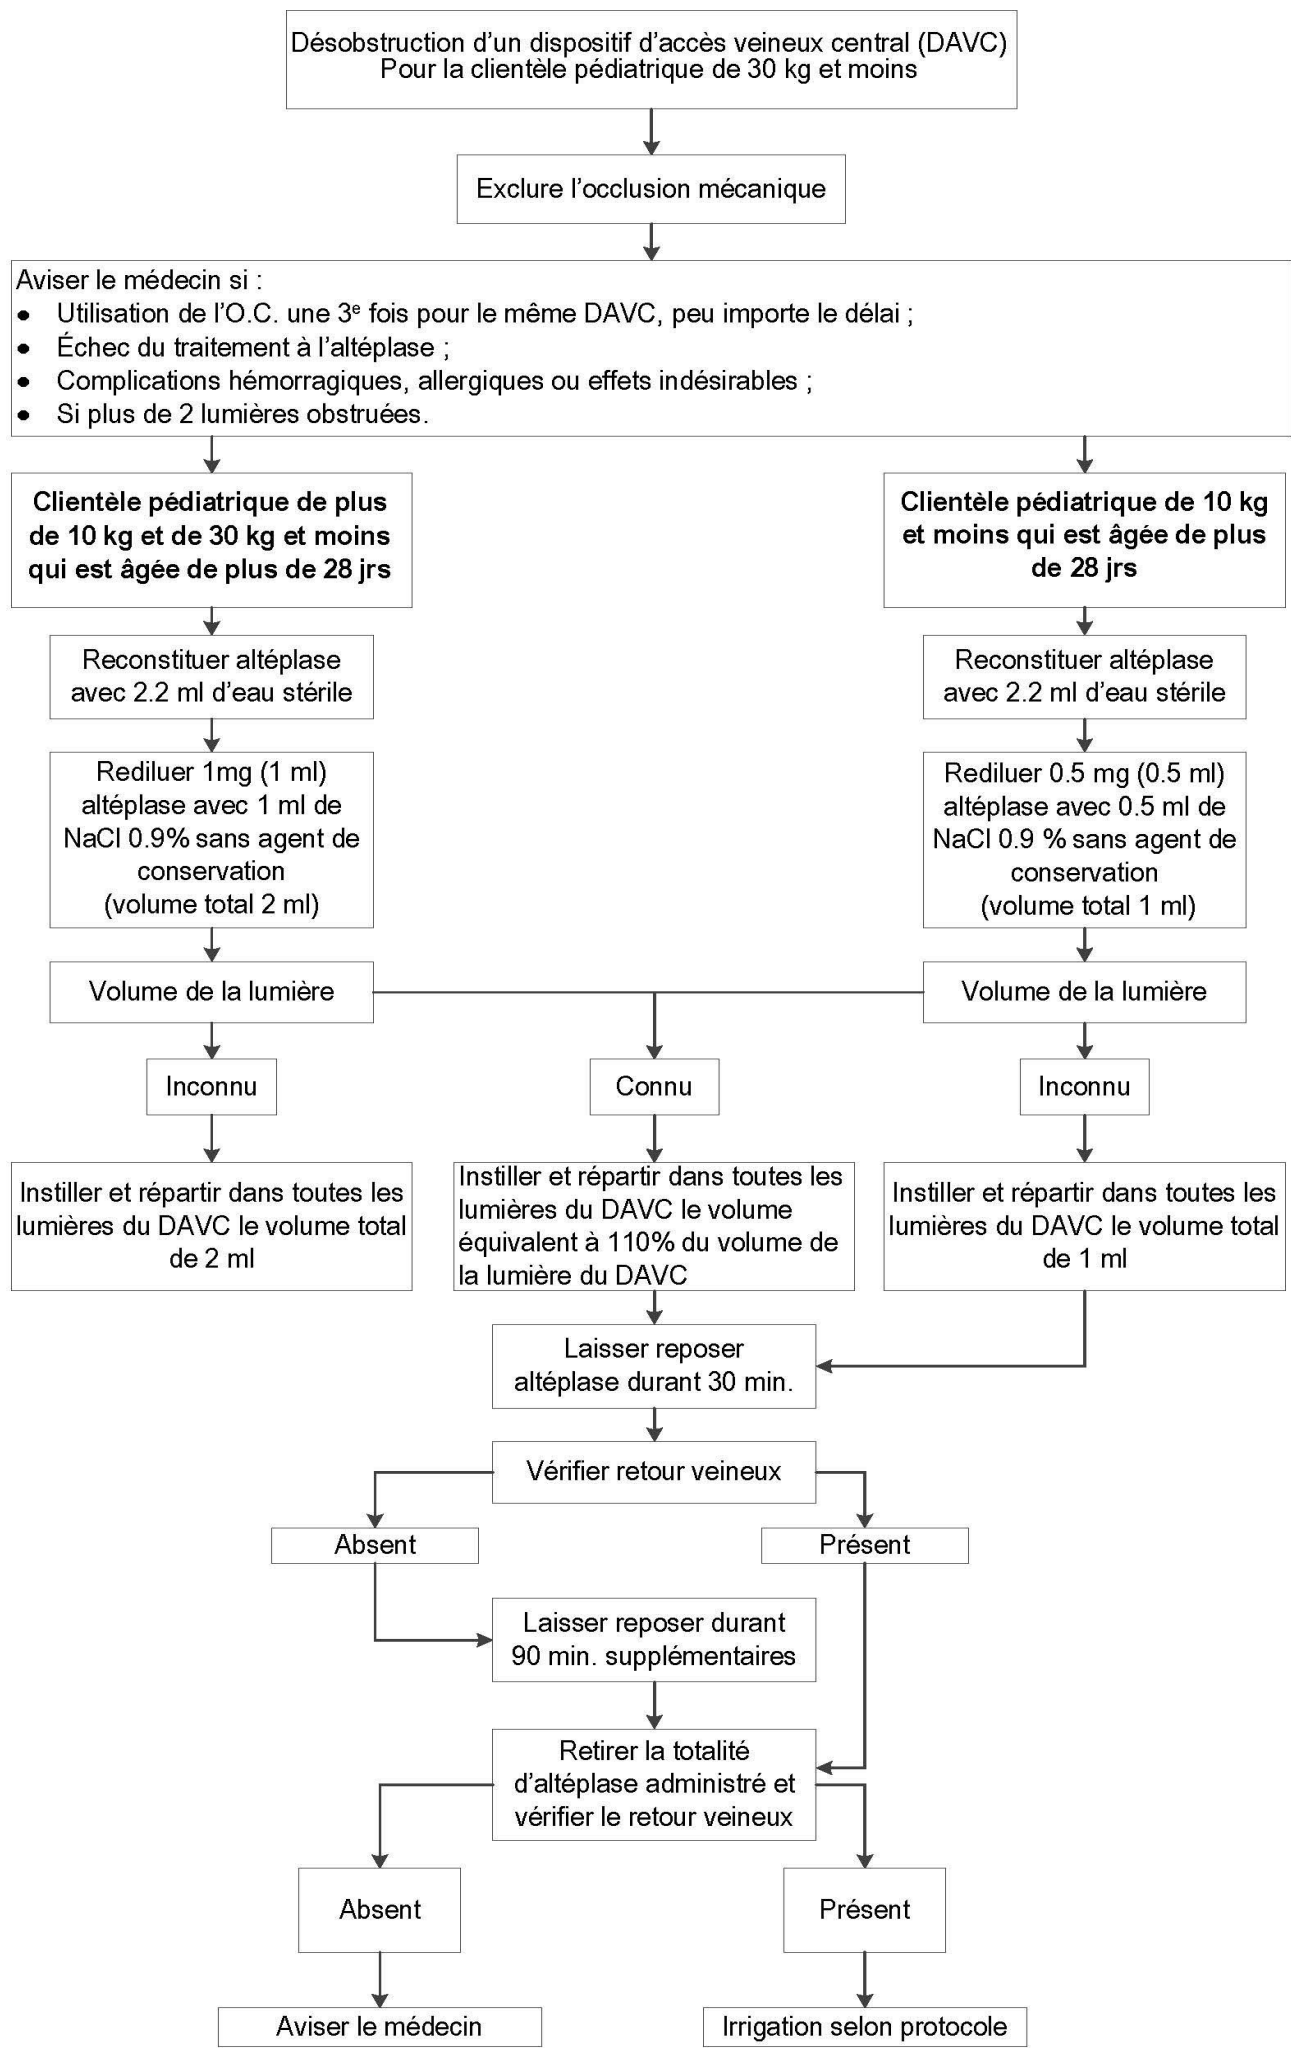 Désobstruction d’un dispositif d’accès veineux central (DAVC)
Pour la clientèle pédiatrique de 30 kg et moins
Exclure l’occlusion mécanique
Aviser le médecin si :
● Utilisation de l’O.C. une 3e fois pour le même DAVC, peu importe le délai ;
● Échec du traitement à l’altéplase ;
● Complications hémorragiques, allergiques ou effets indésirables ;
● Si plus de 2 lumières obstruées.
Clientèle pédiatrique de plus
de 10 kg et de 30 kg et moins
qui est âgée de plus de 28 jrs
Clientèle pédiatrique de 10 kg
et moins qui est âgée de plus
de 28 jrs
Reconstituer altéplase
avec 2.2 ml d’eau stérile
Reconstituer altéplase
avec 2.2 ml d’eau stérile
Rediluer 1mg (1 ml)
altéplase avec 1 ml de
NaCl 0.9% sans agent de
conservation
(volume total 2 ml)
Rediluer 0.5 mg (0.5 ml)
altéplase avec 0.5 ml de
NaCl 0.9 % sans agent de
conservation
(volume total 1 ml)
Volume de la lumière
Volume de la lumière
Inconnu
Connu
Inconnu
Instiller et répartir dans toutes les
lumières du DAVC le volume total
de 2 ml
Instiller et répartir dans toutes les
lumières du DAVC le volume
équivalent à 110% du volume de
la lumière du DAVC
Instiller et répartir dans toutes les
lumières du DAVC le volume total
de 1 ml
Laisser reposer
altéplase durant 30 min.
Vérifier retour veineux
Absent
Présent
Laisser reposer durant
90 min. supplémentaires
Retirer la totalité
d’altéplase administré et
vérifier le retour veineux
Absent
Présent
Aviser le médecin
Irrigation selon protocole